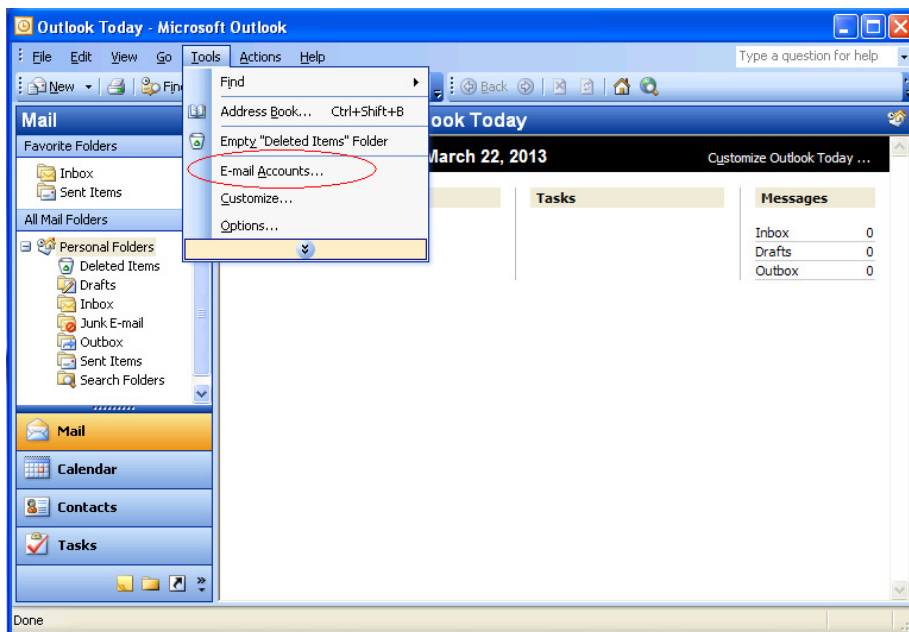 Outlook Today - Microsoft Outlook
File Edit View Go Tools Actions Help Type a question for help
New Back
Find
Address Book... Ctrl+Shift+B
Empty "Deleted Items" Folder
E-mail Accounts...
Customize...
Options...
Mail
Favorite Folders
Inbox
Sent Items
All Mail Folders
Personal Folders
Deleted Items
Drafts
Inbox
Junk E-mail
Outbox
Sent Items
Search Folders
Mail
Calendar
Contacts
Tasks
ook Today
March 22, 2013 Customize Outlook Today ...
Tasks
Messages
Inbox 0
Drafts 0
Outbox 0
Done